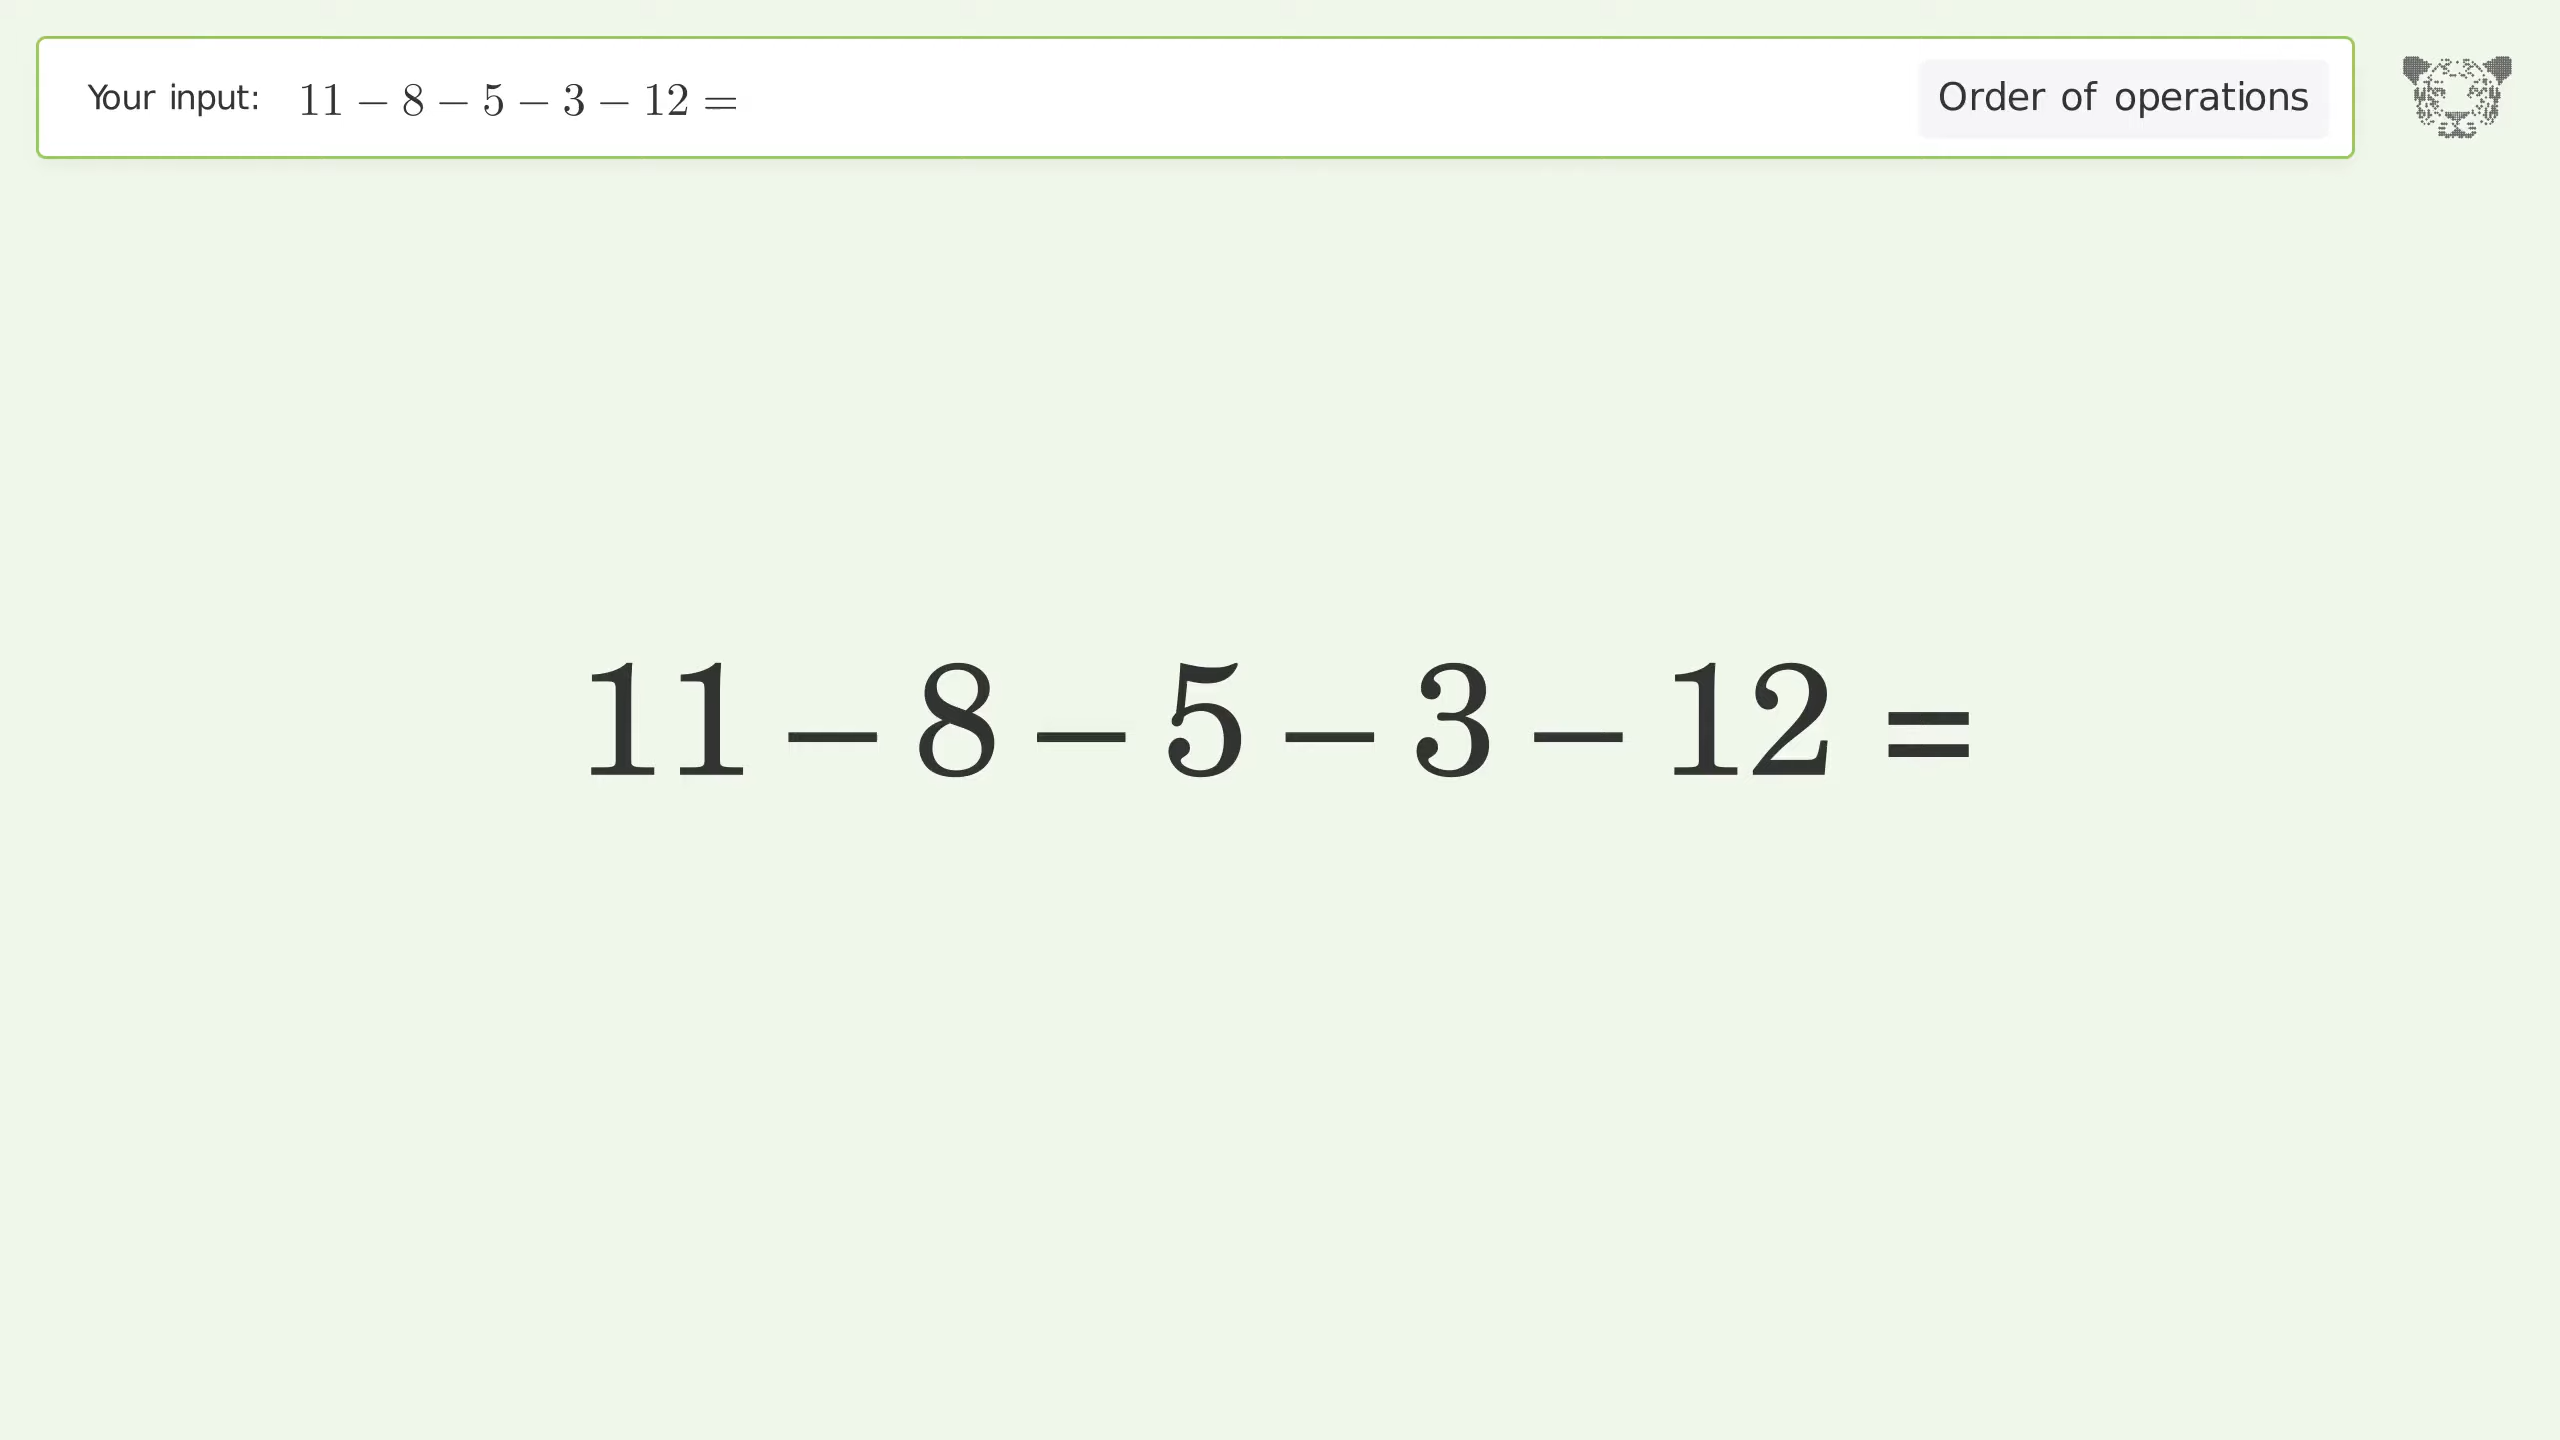 Your input: 11 − 8 − 5 − 3 − 12 =
Order of operations
11 − 8 − 5 − 3 − 12 =